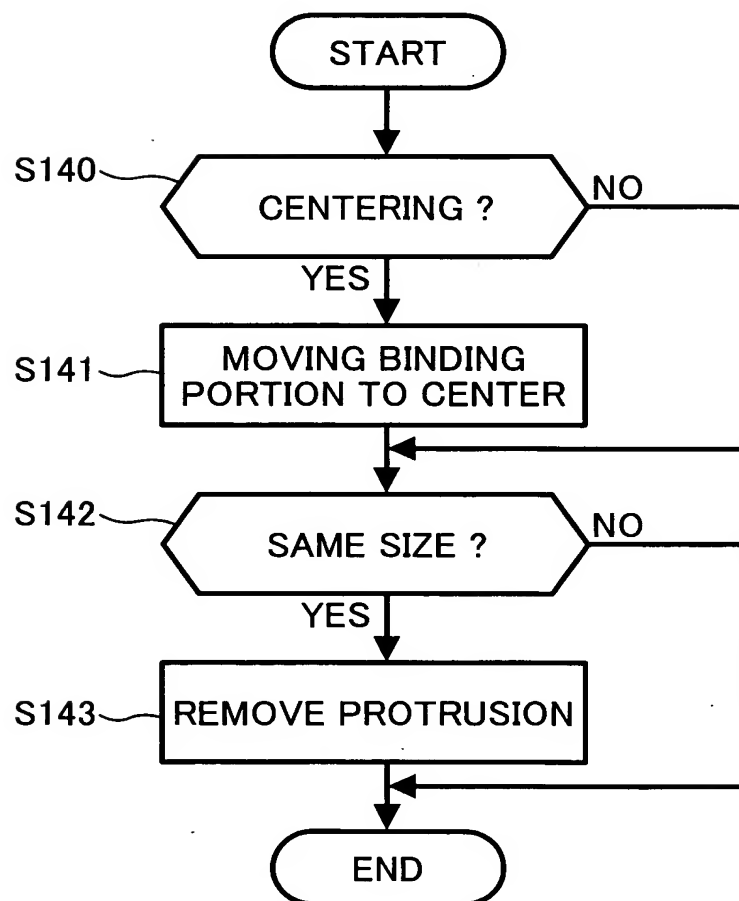 START
S140
CENTERING ?
NO
YES
S141
MOVING BINDING
PORTION TO CENTER
S142
SAME SIZE ?
NO
YES
S143
REMOVE PROTRUSION
END